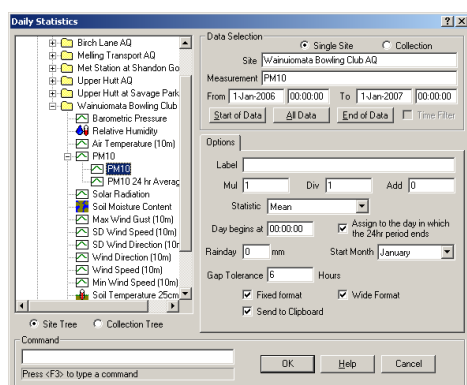 Daily Statistics
Birch Lane AQ
Melling Transport AQ
Met Station at Shandon Go
Upper Hutt AQ
Upper Hutt at Savage Park
Wainuiomata Bowling Club
Barometric Pressure
Relative Humidity
Air Temperature (10m)
PM10
PM10
PM10 24 hr Averag
Solar Radiation
Soil Moisture Content
Max Wind Gust (10m)
SD Wind Speed (10m)
SD Wind Direction (10r
Wind Direction (10m)
Wind Speed (10m)
Min Wind Speed (10m)
Soil Temperature 25cm
Site Tree Collection Tree
Data Selection
Single Site Collection
Site Wainuiomata Bowling Club AQ
Measurement PM10
From 1-Jan-2006 00:00:00 To 1-Jan-2007 00:00:00
Start of Data All Data End of Data Time Filter
Options
Label
Mul 1 Div 1 Add 0
Statistic Mean
Day begins at 00:00:00 Assign to the day in which
the 24hr period ends
Rainday 0 mm Start Month January
Gap Tolerance 6 Hours
Fixed format Wide Format
Send to Clipboard
Command
Press <F3> to type a command
OK Help Cancel